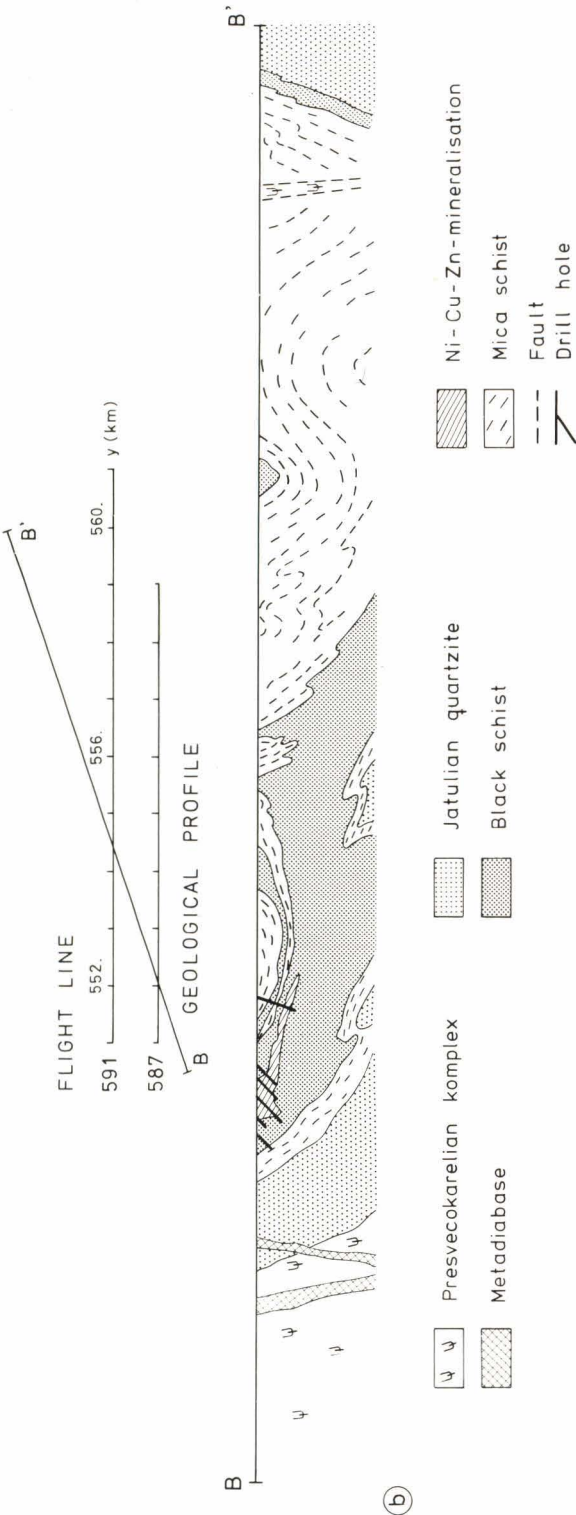 FLIGHT LINE
591
587
552.
556.
560.
y (km)
B
B'
GEOLOGICAL PROFILE
B
B'
Presvecokarelian komplex
Metadiabase
Jatulian quartzite
Black schist
Ni-Cu-Zn-mineralisation
Mica schist
Fault
Drill hole
b